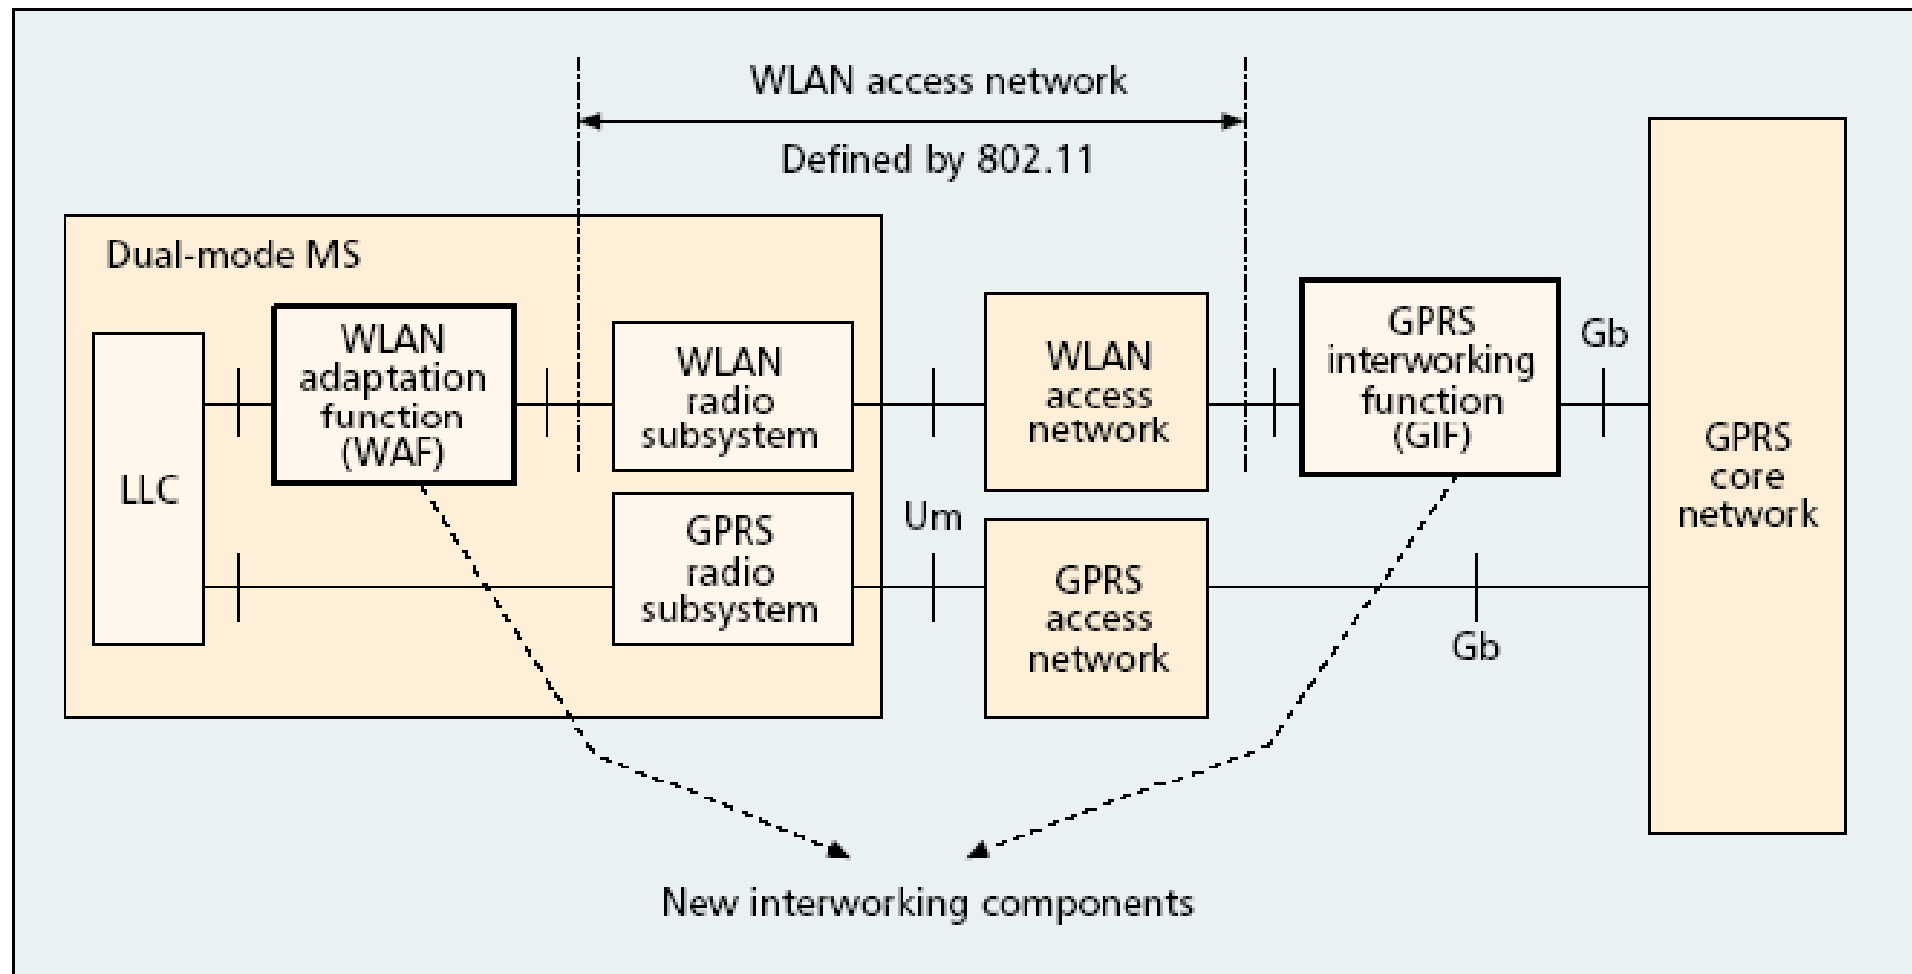 WLAN access network
Defined by 802.11
Dual-mode MS
LLC
WLAN
adaptation
function
(WAF)
WLAN
radio
subsystem
WLAN
access
network
GPRS
interworking
function
(GIF)
Gb
GPRS
core
network
GPRS
radio
subsystem
Um
GPRS
access
network
Gb
New interworking components